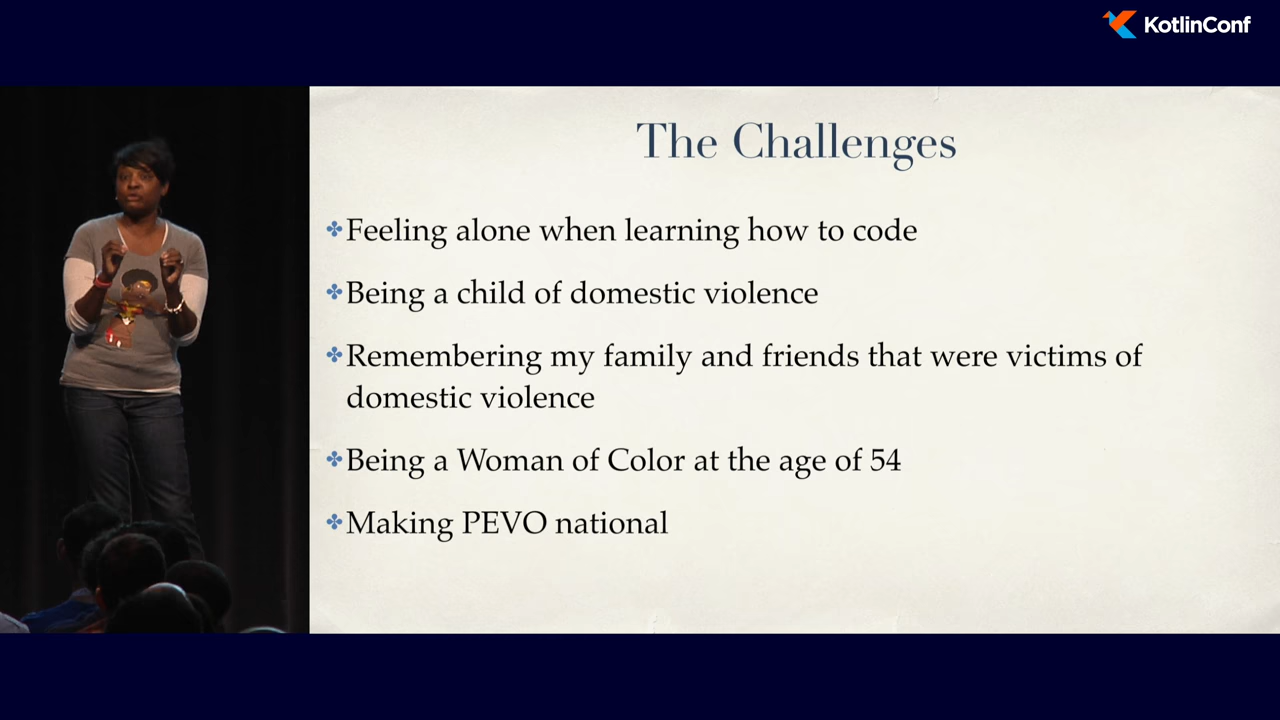 KotlinConf
The Challenges
Feeling alone when learning how to code
Being a child of domestic violence
Remembering my family and friends that were victims of
domestic violence
Being a Woman of Color at the age of 54
Making PEVO national